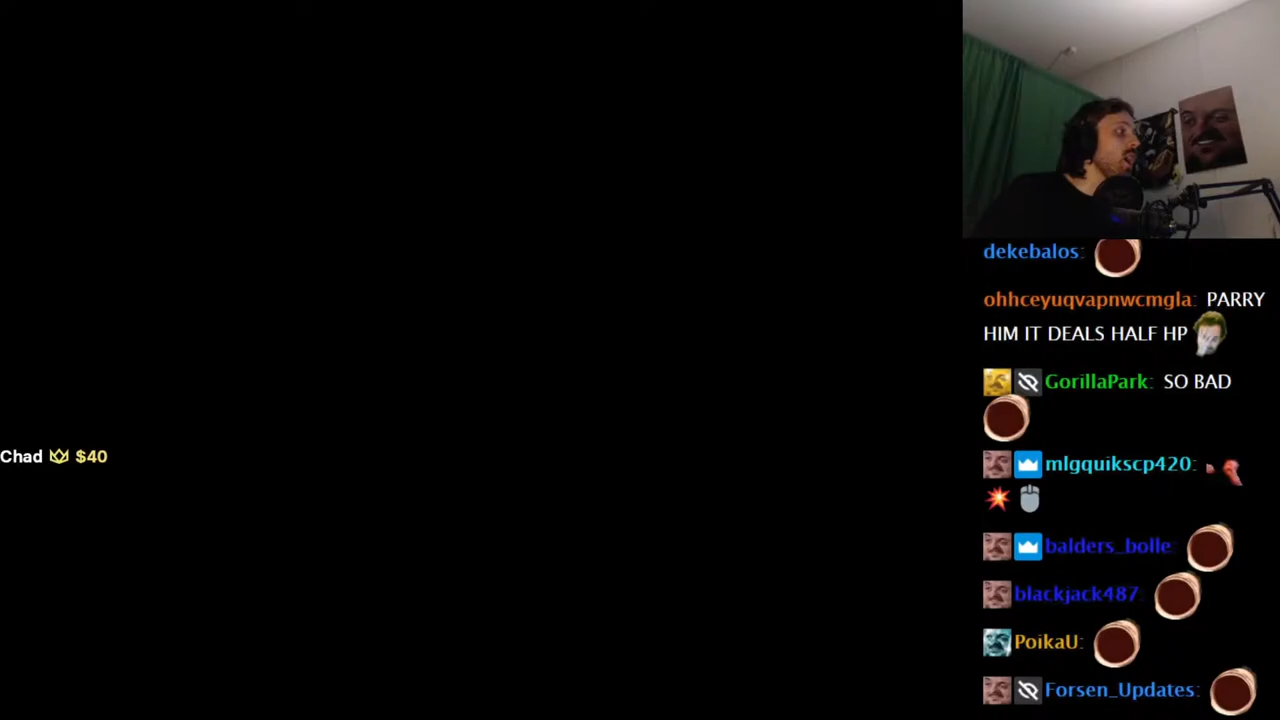 dekebalos:
ohhceyuqvapnwcmgla: PARRY
HIM IT DEALS HALF HP
GorillaPark: SO BAD
Chad $40
mlgquikscp420:
balders_bolle
blackjack487:
PoikaU:
Forsen_Updates: